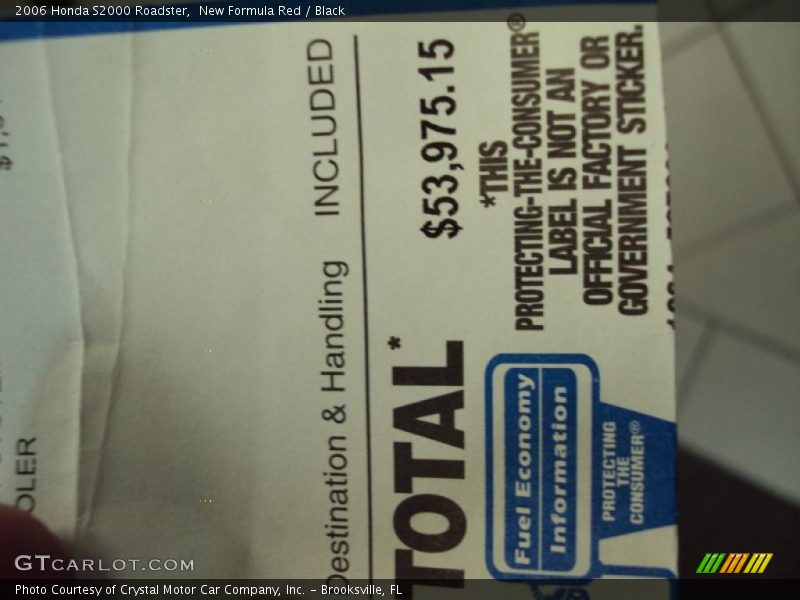 2006 Honda S2000 Roadster, New Formula Red / Black
OLER
Destination & Handling INCLUDED
TOTAL* $53,975.15
*THIS
PROTECTING-THE-CONSUMER®
LABEL IS NOT AN
OFFICIAL FACTORY OR
GOVERNMENT STICKER.
Fuel Economy
Information
PROTECTING
THE
CONSUMER®
GTCARLOT.COM
Photo Courtesy of Crystal Motor Car Company, Inc. – Brooksville, FL